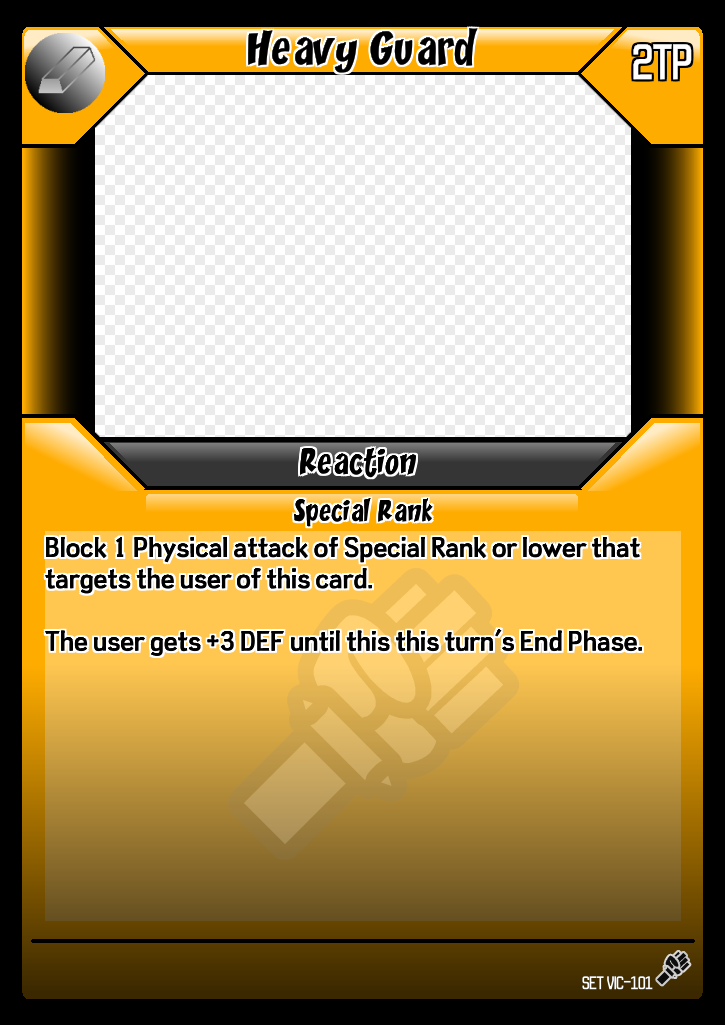 Heavy Guard
2TP
Reaction
Special Rank
Block 1 Physical attack of Special Rank or lower that
targets the user of this card.
The user gets +3 DEF until this this turn's End Phase.
SET VIC-101